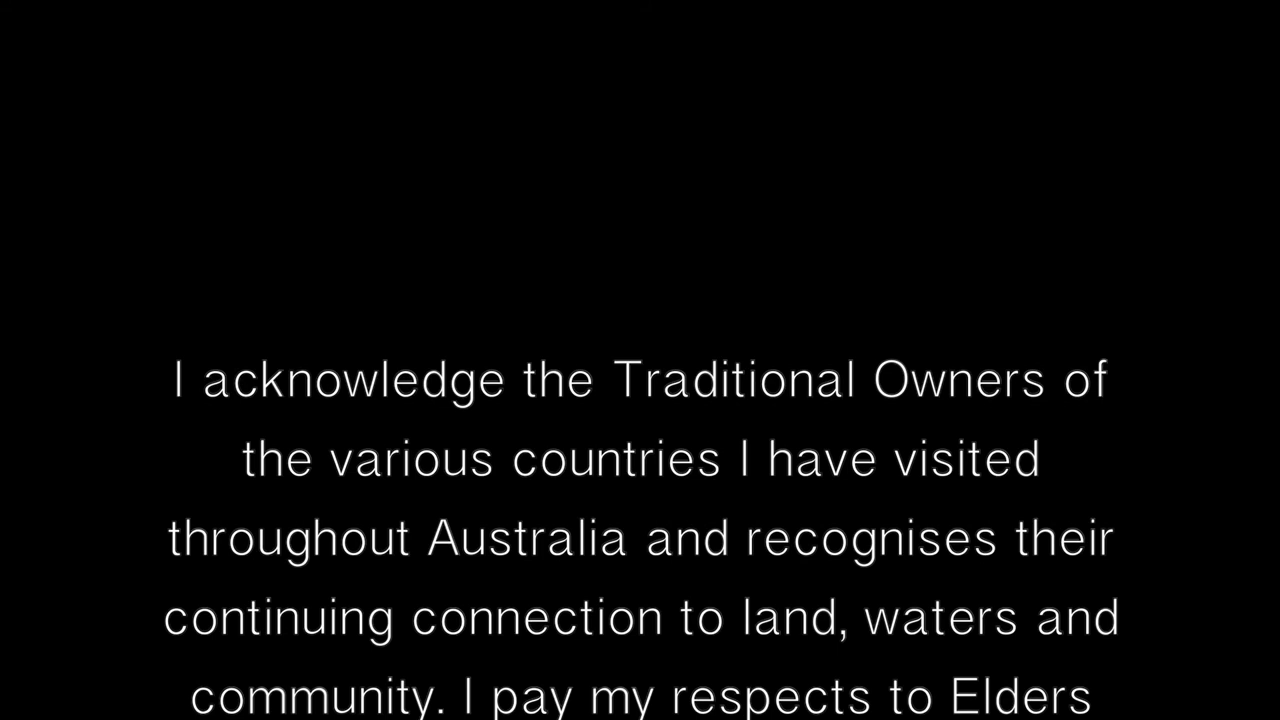 I acknowledge the Traditional Owners of
the various countries I have visited
throughout Australia and recognises their
continuing connection to land, waters and
community. I pay my respects to Elders